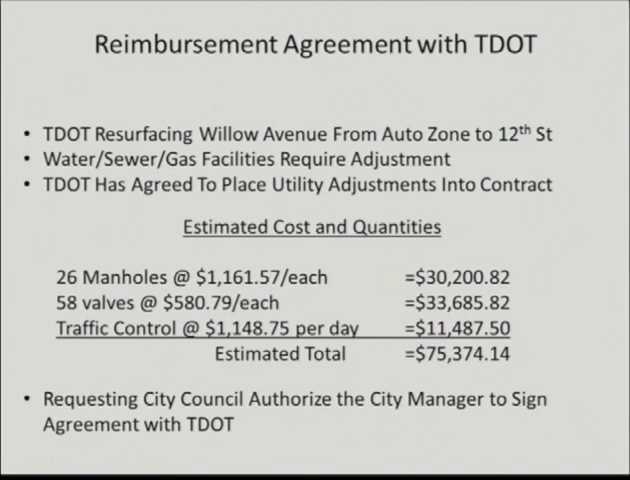 Reimbursement Agreement with TDOT
• TDOT Resurfacing Willow Avenue From Auto Zone to 12th St
• Water/Sewer/Gas Facilities Require Adjustment
• TDOT Has Agreed To Place Utility Adjustments Into Contract
Estimated Cost and Quantities
26 Manholes @ $1,161.57/each =$30,200.82
58 valves @ $580.79/each =$33,685.82
Traffic Control @ $1,148.75 per day =$11,487.50
Estimated Total =$75,374.14
• Requesting City Council Authorize the City Manager to Sign
Agreement with TDOT